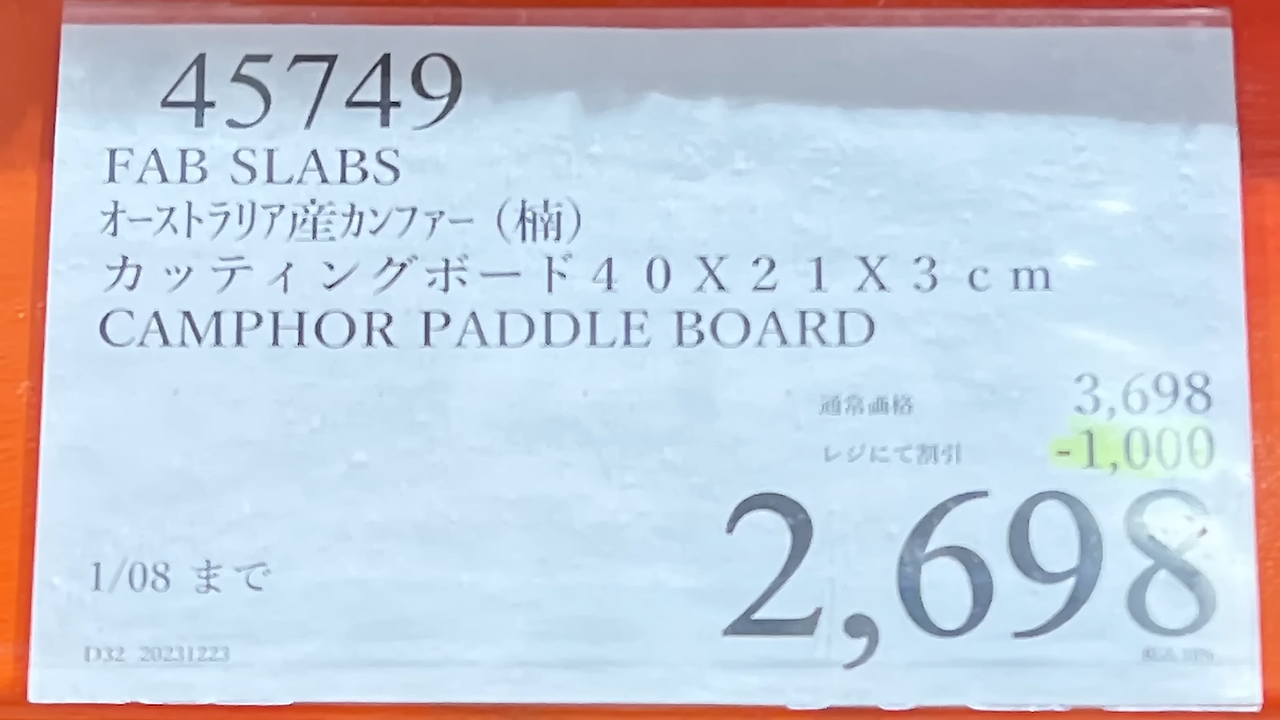 45749
FAB SLABS
オーストラリア産カンファー（楠）
カッティングボード４０Ｘ２１Ｘ３ｃｍ
CAMPHOR PADDLE BOARD
通常価格 3,698
レジにて割引 -1,000
2,698
1/08 まで
D32 20231223